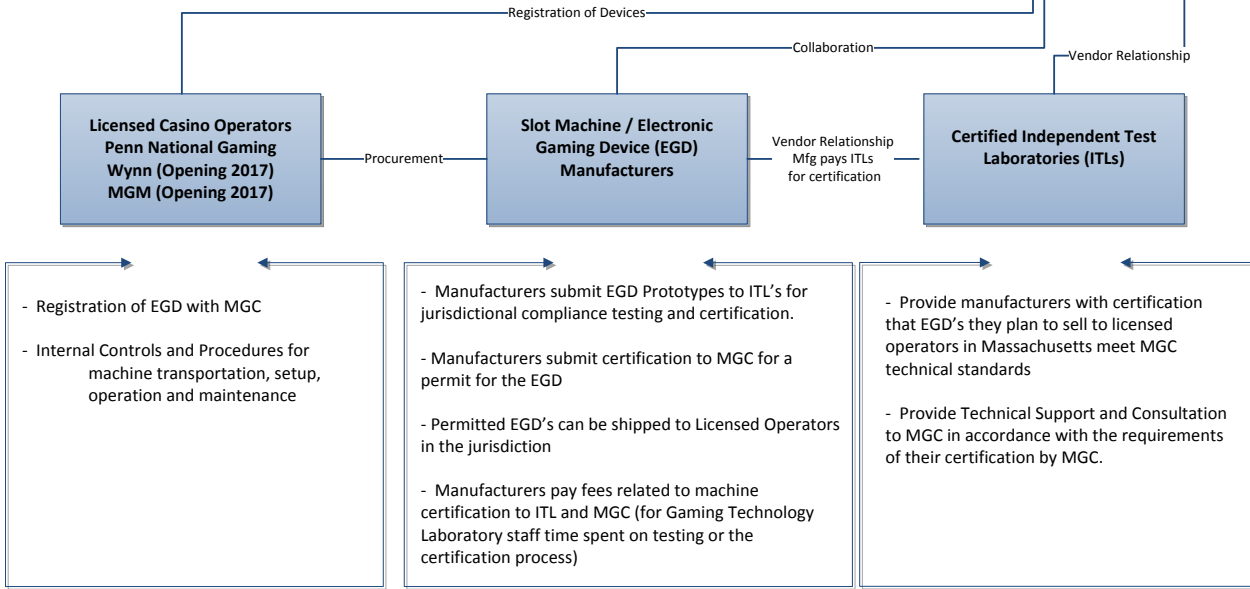 Registration of Devices
Collaboration
Vendor Relationship
Licensed Casino Operators
Penn National Gaming
Wynn (Opening 2017)
MGM (Opening 2017)
Procurement
Slot Machine / Electronic
Gaming Device (EGD)
Manufacturers
Vendor Relationship
Mfg pays ITLs
for certification
Certified Independent Test
Laboratories (ITLs)
- Registration of EGD with MGC
- Internal Controls and Procedures for
machine transportation, setup,
operation and maintenance
- Manufacturers submit EGD Prototypes to ITL's for
jurisdictional compliance testing and certification.
- Manufacturers submit certification to MGC for a
permit for the EGD
- Permitted EGD's can be shipped to Licensed Operators
in the jurisdiction
- Manufacturers pay fees related to machine
certification to ITL and MGC (for Gaming Technology
Laboratory staff time spent on testing or the
certification process)
- Provide manufacturers with certification
that EGD's they plan to sell to licensed
operators in Massachusetts meet MGC
technical standards
- Provide Technical Support and Consultation
to MGC in accordance with the requirements
of their certification by MGC.